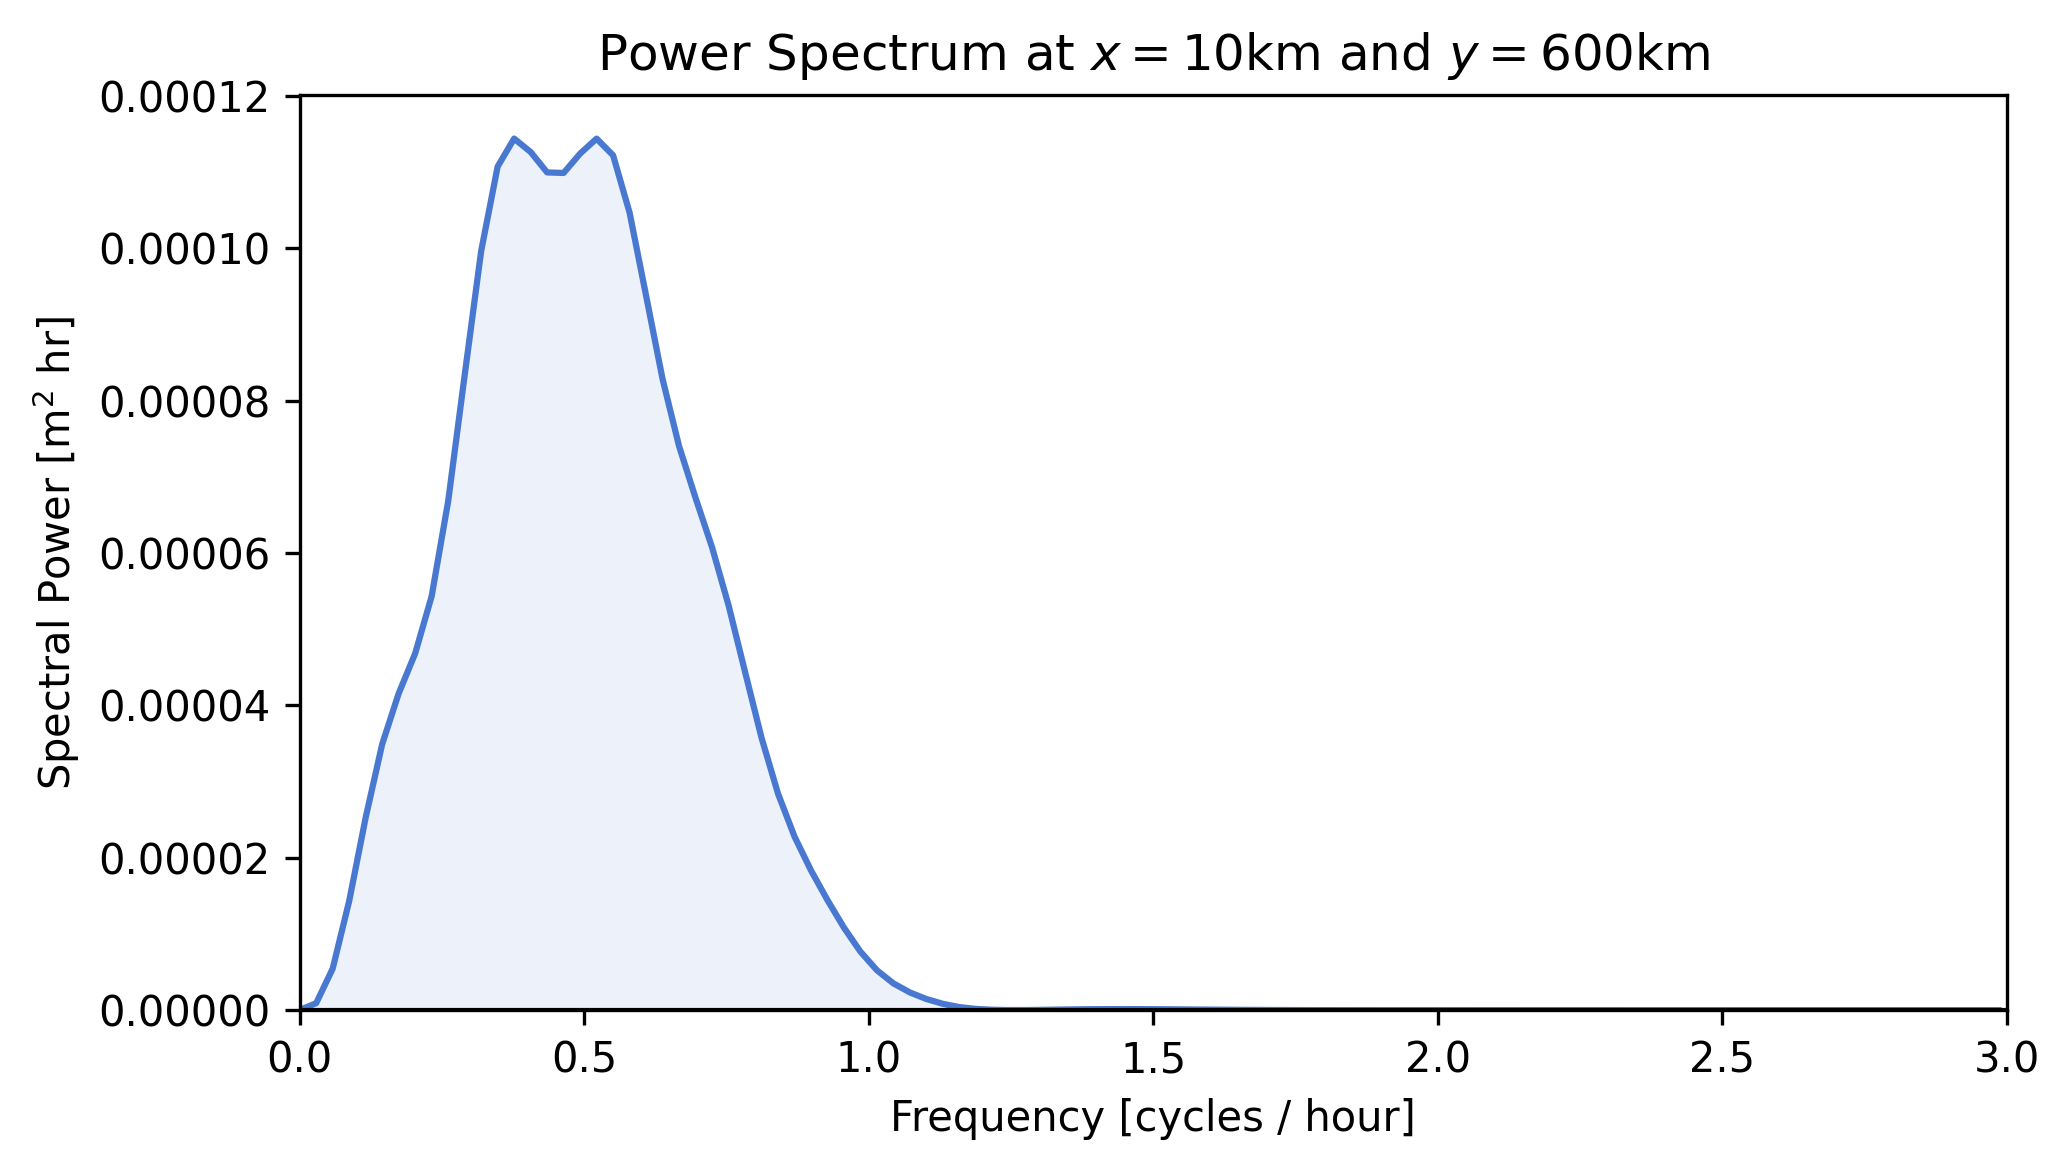 Power Spectrum at x = 10km and y = 600km
0.00012
0.00010
0.00008
0.00006
0.00004
0.00002
0.00000
Spectral Power [m² hr]
0.0 0.5 1.0 1.5 2.0 2.5 3.0
Frequency [cycles / hour]